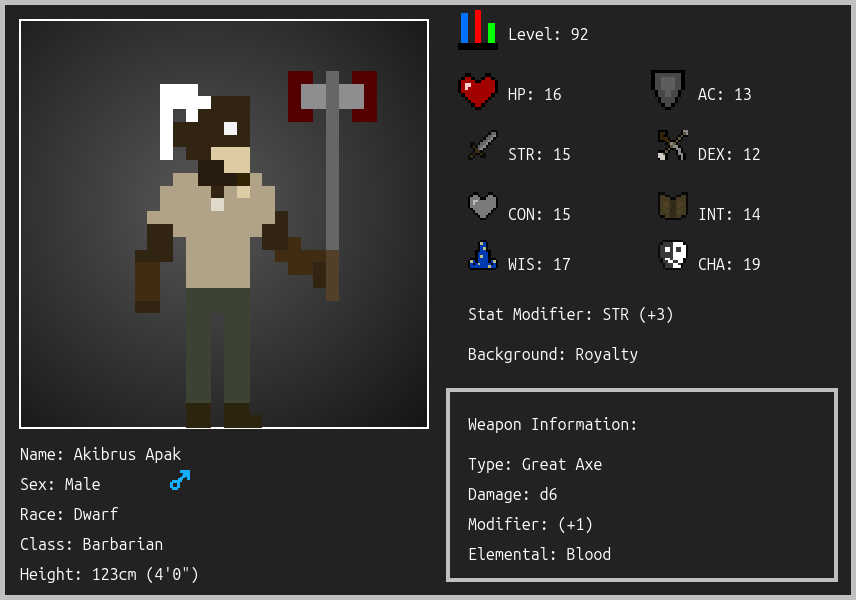 Level: 92
HP: 16
AC: 13
STR: 15
DEX: 12
CON: 15
INT: 14
WIS: 17
CHA: 19
Stat Modifier: STR (+3)
Background: Royalty
Weapon Information:
Type: Great Axe
Damage: d6
Modifier: (+1)
Elemental: Blood
Name: Akibrus Apak
Sex: Male
Race: Dwarf
Class: Barbarian
Height: 123cm (4'0")